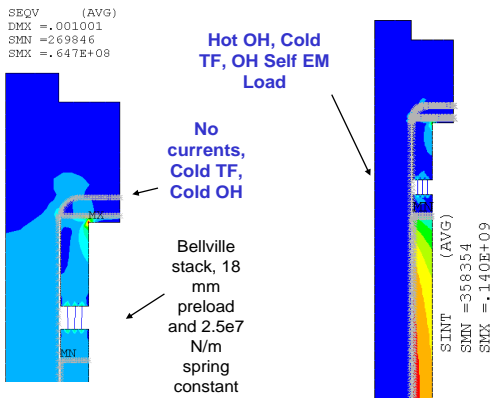 SEQV (AVG)
DMX =.001001
SMN =269846
SMX =.647E+08
Hot OH, Cold
TF, OH Self EM
Load
No
currents,
Cold TF,
Cold OH
MX
Bellville
stack, 18
mm
preload
and 2.5e7
N/m
spring
constant
MN
MN
SINT (AVG)
SMN =358354
SMX =.140E+09